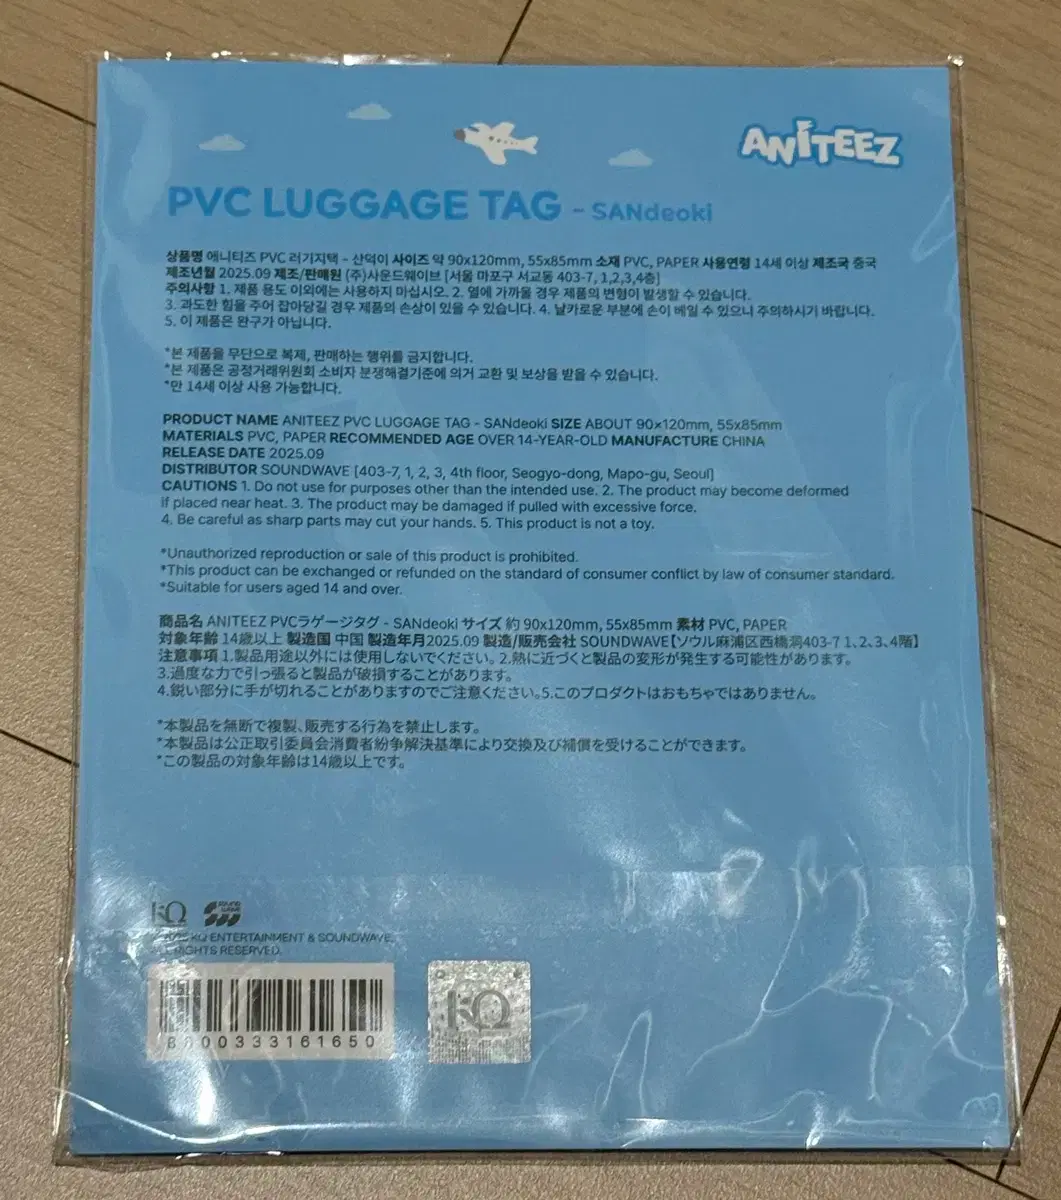 ANITEEZ
PVC LUGGAGE TAG - SANdeoki
상품명 애니티즈 PVC 러기지택 - 산덕이 사이즈 약 90x120mm, 55x85mm 소재 PVC, PAPER 사용연령 14세 이상 제조국 중국
제조년월 2025.09 제조/판매원 (주)사운드웨이브 [서울 마포구 서교동 403-7, 1,2,3,4층]
주의사항 1. 제품 용도 이외에는 사용하지 마십시오. 2. 열에 가까울 경우 제품의 변형이 발생할 수 있습니다.
3. 과도한 힘을 주어 잡아당길 경우 제품의 손상이 있을 수 있습니다. 4. 날카로운 부분에 손이 베일 수 있으니 주의하시기 바랍니다.
5. 이 제품은 완구가 아닙니다.
*본 제품을 무단으로 복제, 판매하는 행위를 금지합니다.
*본 제품은 공정거래위원회 소비자 분쟁해결기준에 의거 교환 및 보상을 받을 수 있습니다.
*만 14세 이상 사용 가능합니다.
PRODUCT NAME ANITEEZ PVC LUGGAGE TAG - SANdeoki SIZE ABOUT 90×120mm, 55x85mm
MATERIALS PVC, PAPER RECOMMENDED AGE OVER 14-YEAR-OLD MANUFACTURE CHINA
RELEASE DATE 2025.09
DISTRIBUTOR SOUNDWAVE [403-7, 1, 2, 3, 4th floor, Seogyo-dong, Mapo-gu, Seoul]
CAUTIONS 1. Do not use for purposes other than the intended use. 2. The product may become deformed
if placed near heat. 3. The product may be damaged if pulled with excessive force.
4. Be careful as sharp parts may cut your hands. 5. This product is not a toy.
*Unauthorized reproduction or sale of this product is prohibited.
*This product can be exchanged or refunded on the standard of consumer conflict by law of consumer standard.
*Suitable for users aged 14 and over.
商品名 ANITEEZ PVCラゲージタグ - SANdeoki サイズ 約 90x120mm, 55x85mm 素材 PVC, PAPER
対象年齢 14歳以上 製造国 中国 製造年月2025.09 製造/販売会社 SOUNDWAVE【ソウル麻浦区西橋洞403-7 1、2、3、4階】
注意事項 1.製品用途以外には使用しないでください。2.熱に近づくと製品の変形が発生する可能性があります。
3.過度な力で引っ張ると製品が破損することがあります。
4.鋭い部分に手が切れることがありますのでご注意ください。5.このプロダクトはおもちゃではありません。
*本製品を無断で複製、販売する行為を禁止します。
*本製品は公正取引委員会消費者紛争解決基準により交換及び補償を受けることができます。
*この製品の対象年齢は14歳以上です。
KQ SOUND WAVE
KQ ENTERTAINMENT & SOUNDWAVE.
ALL RIGHTS RESERVED.
8800333161650
KQ